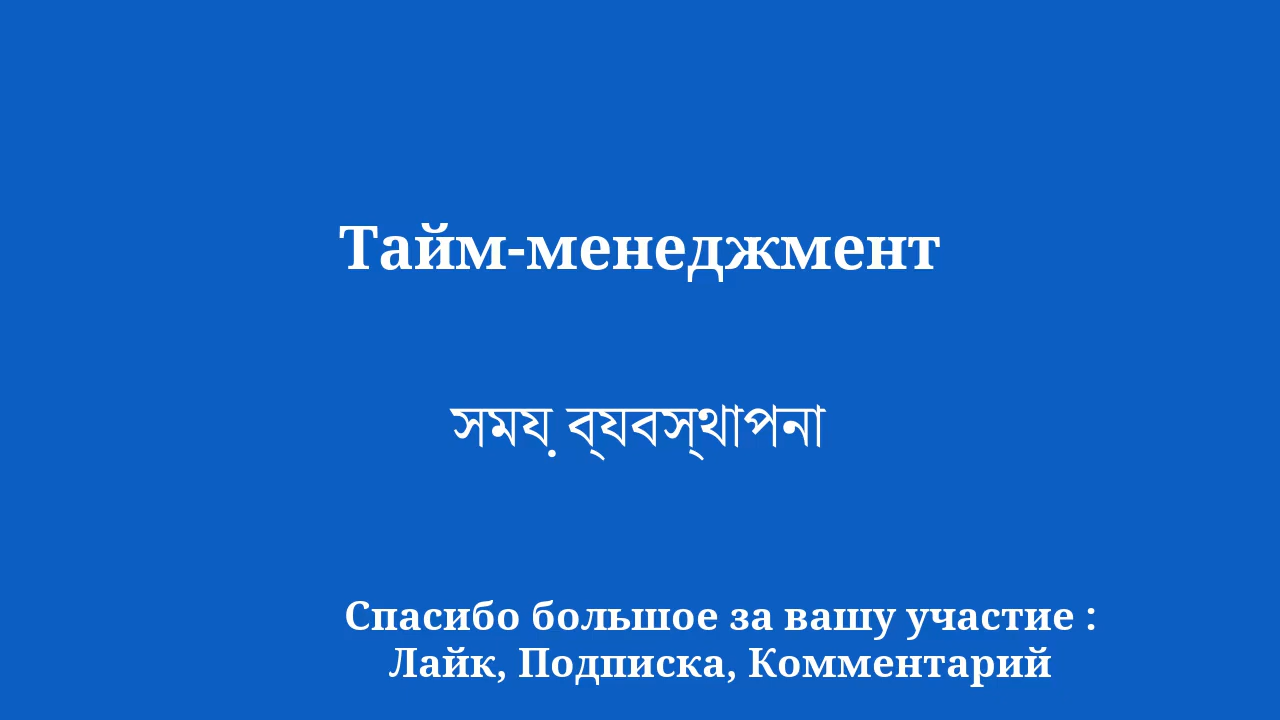 Тайм-менеджмент
সময় ব্যবস্থাপনা
Спасибо большое за вашу участие :
Лайк, Подписка, Комментарий